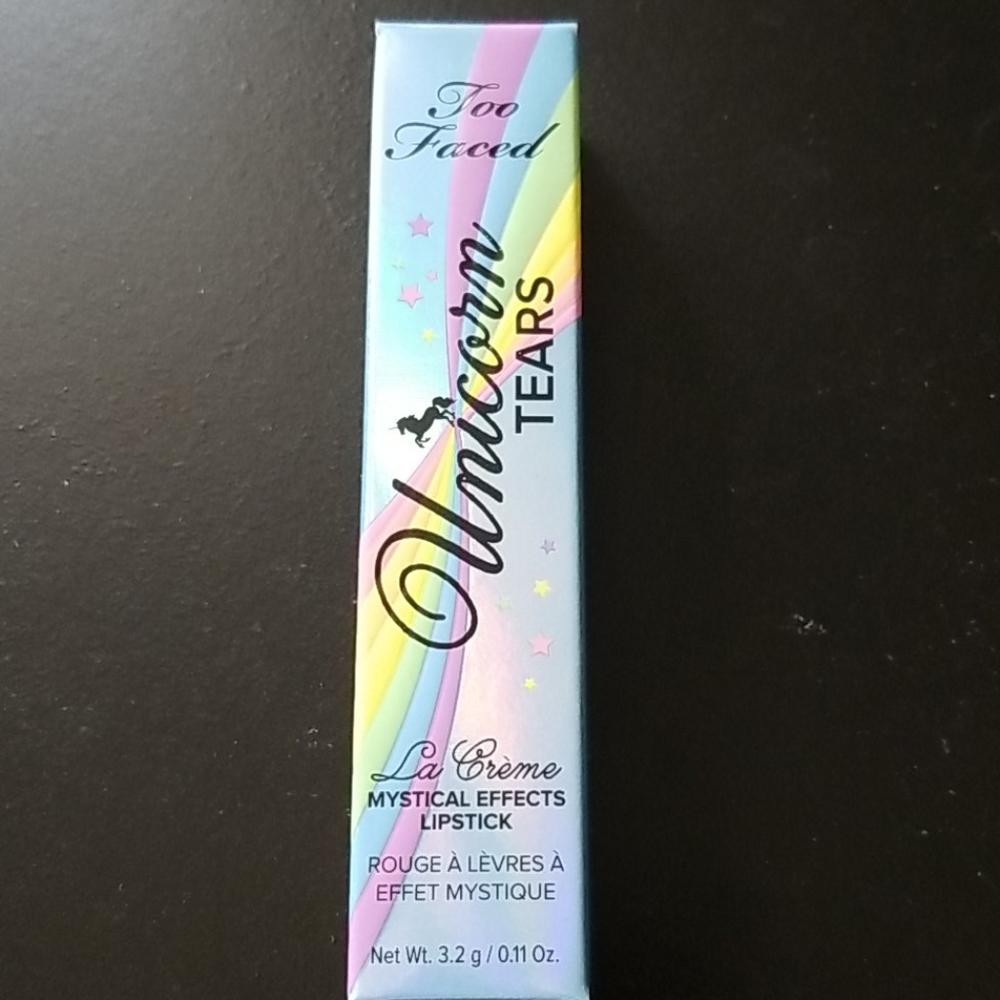 Too
Faced
Unicorn
TEARS
La Crème
MYSTICAL EFFECTS
LIPSTICK
ROUGE À LÈVRES À
EFFET MYSTIQUE
Net Wt. 3.2 g / 0.11 Oz.